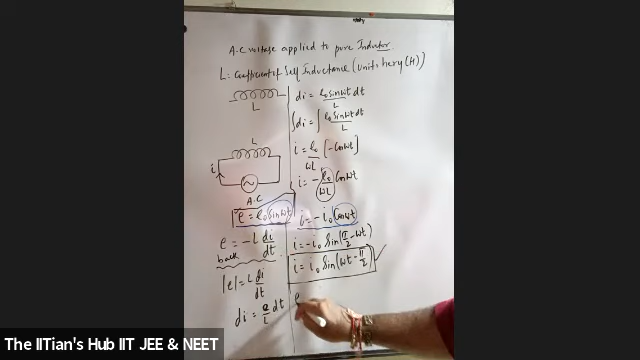 A.C voltage applied to pure Inductor.
L: Coefficient of Self Inductance (units hery (H)
L
L
i
A.C
e = e₀ sinωt
e = -L di/dt
back
|e| = L di/dt
di = e/L dt
di = e₀ sinωt dt/L
∫di = ∫ e₀ sinωt dt/L
i = e₀/ωL [-cosωt]
i = - e₀/ωL cosωt
i = -i₀ cosωt
i = -i₀ sin(π/2 - ωt)
i = i₀ sin(ωt - π/2)
e
The IITian's Hub IIT JEE & NEET